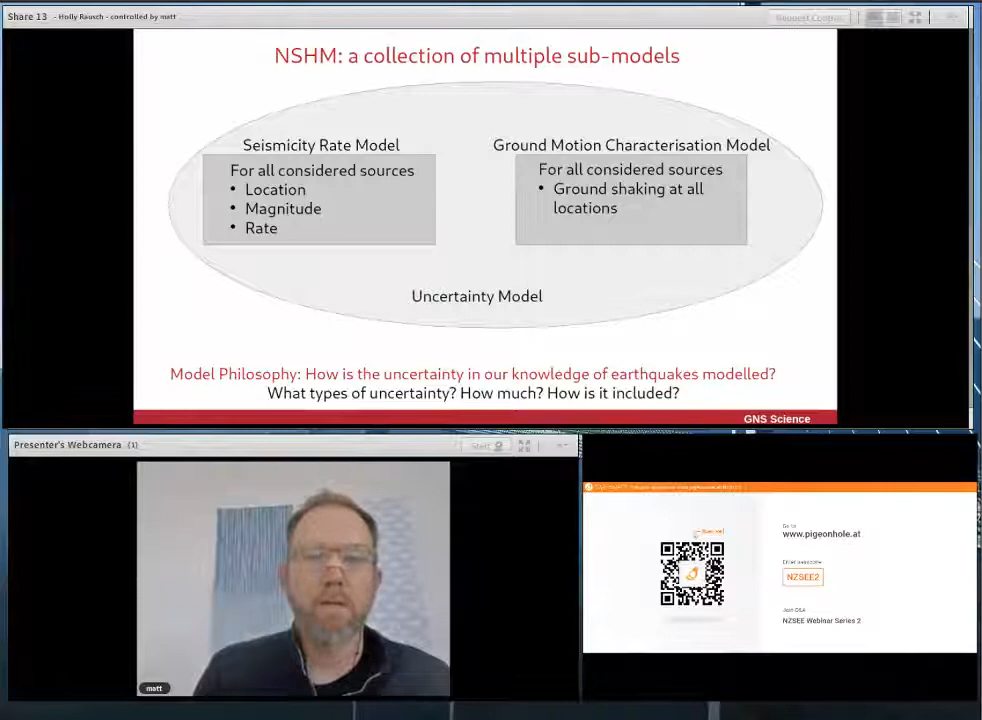 Share 13 - Holly Rausch - controlled by matt
NSHM: a collection of multiple sub-models
Seismicity Rate Model
For all considered sources
• Location
• Magnitude
• Rate
Ground Motion Characterisation Model
For all considered sources
• Ground shaking at all
locations
Uncertainty Model
Model Philosophy: How is the uncertainty in our knowledge of earthquakes modelled?
What types of uncertainty? How much? How is it included?
GNS Science
Presenter's Webcamera (1)
matt
Go to
www.pigeonhole.at
NZSEE2
NZSEE Webinar Series 2